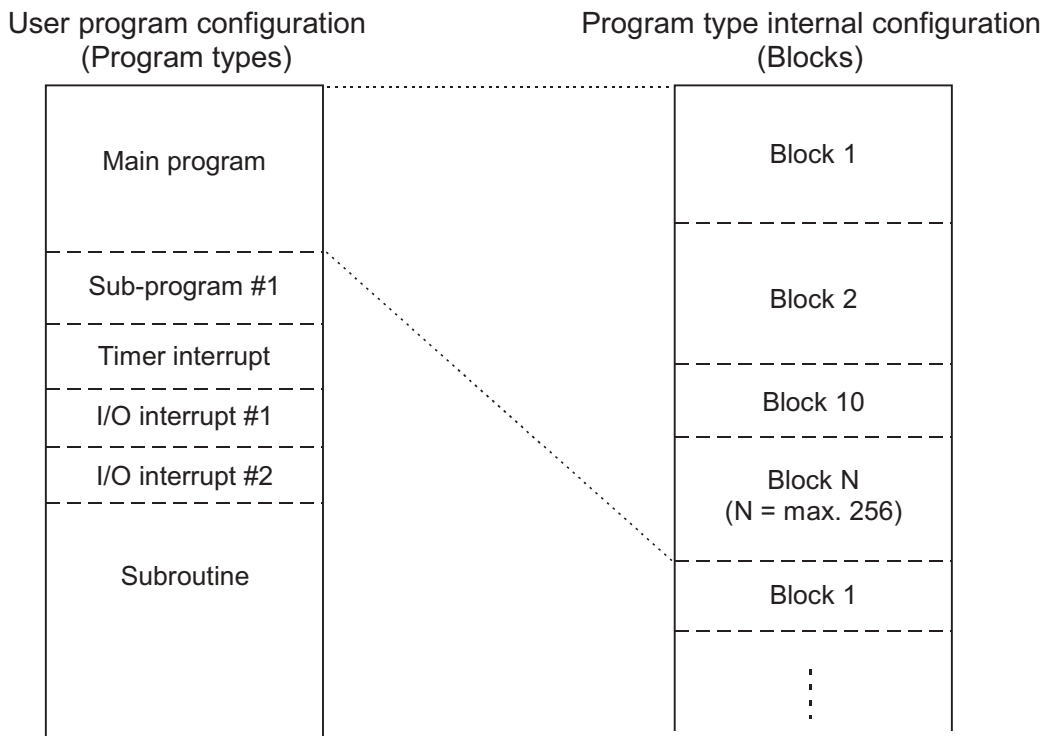 User program configuration
(Program types)
Main program
Sub-program #1
Timer interrupt
I/O interrupt #1
I/O interrupt #2
Subroutine
Program type internal configuration
(Blocks)
Block 1
Block 2
Block 10
Block N
(N = max. 256)
Block 1